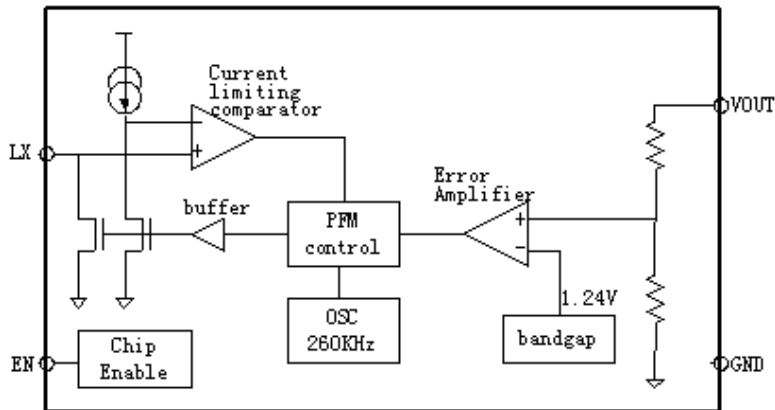 Current
limiting
comparator
VOUT
LX
+
Error
Amplifier
buffer
PFM
control
+
-
1.24V
OSC
260KHz
bandgap
EN
Chip
Enable
GND